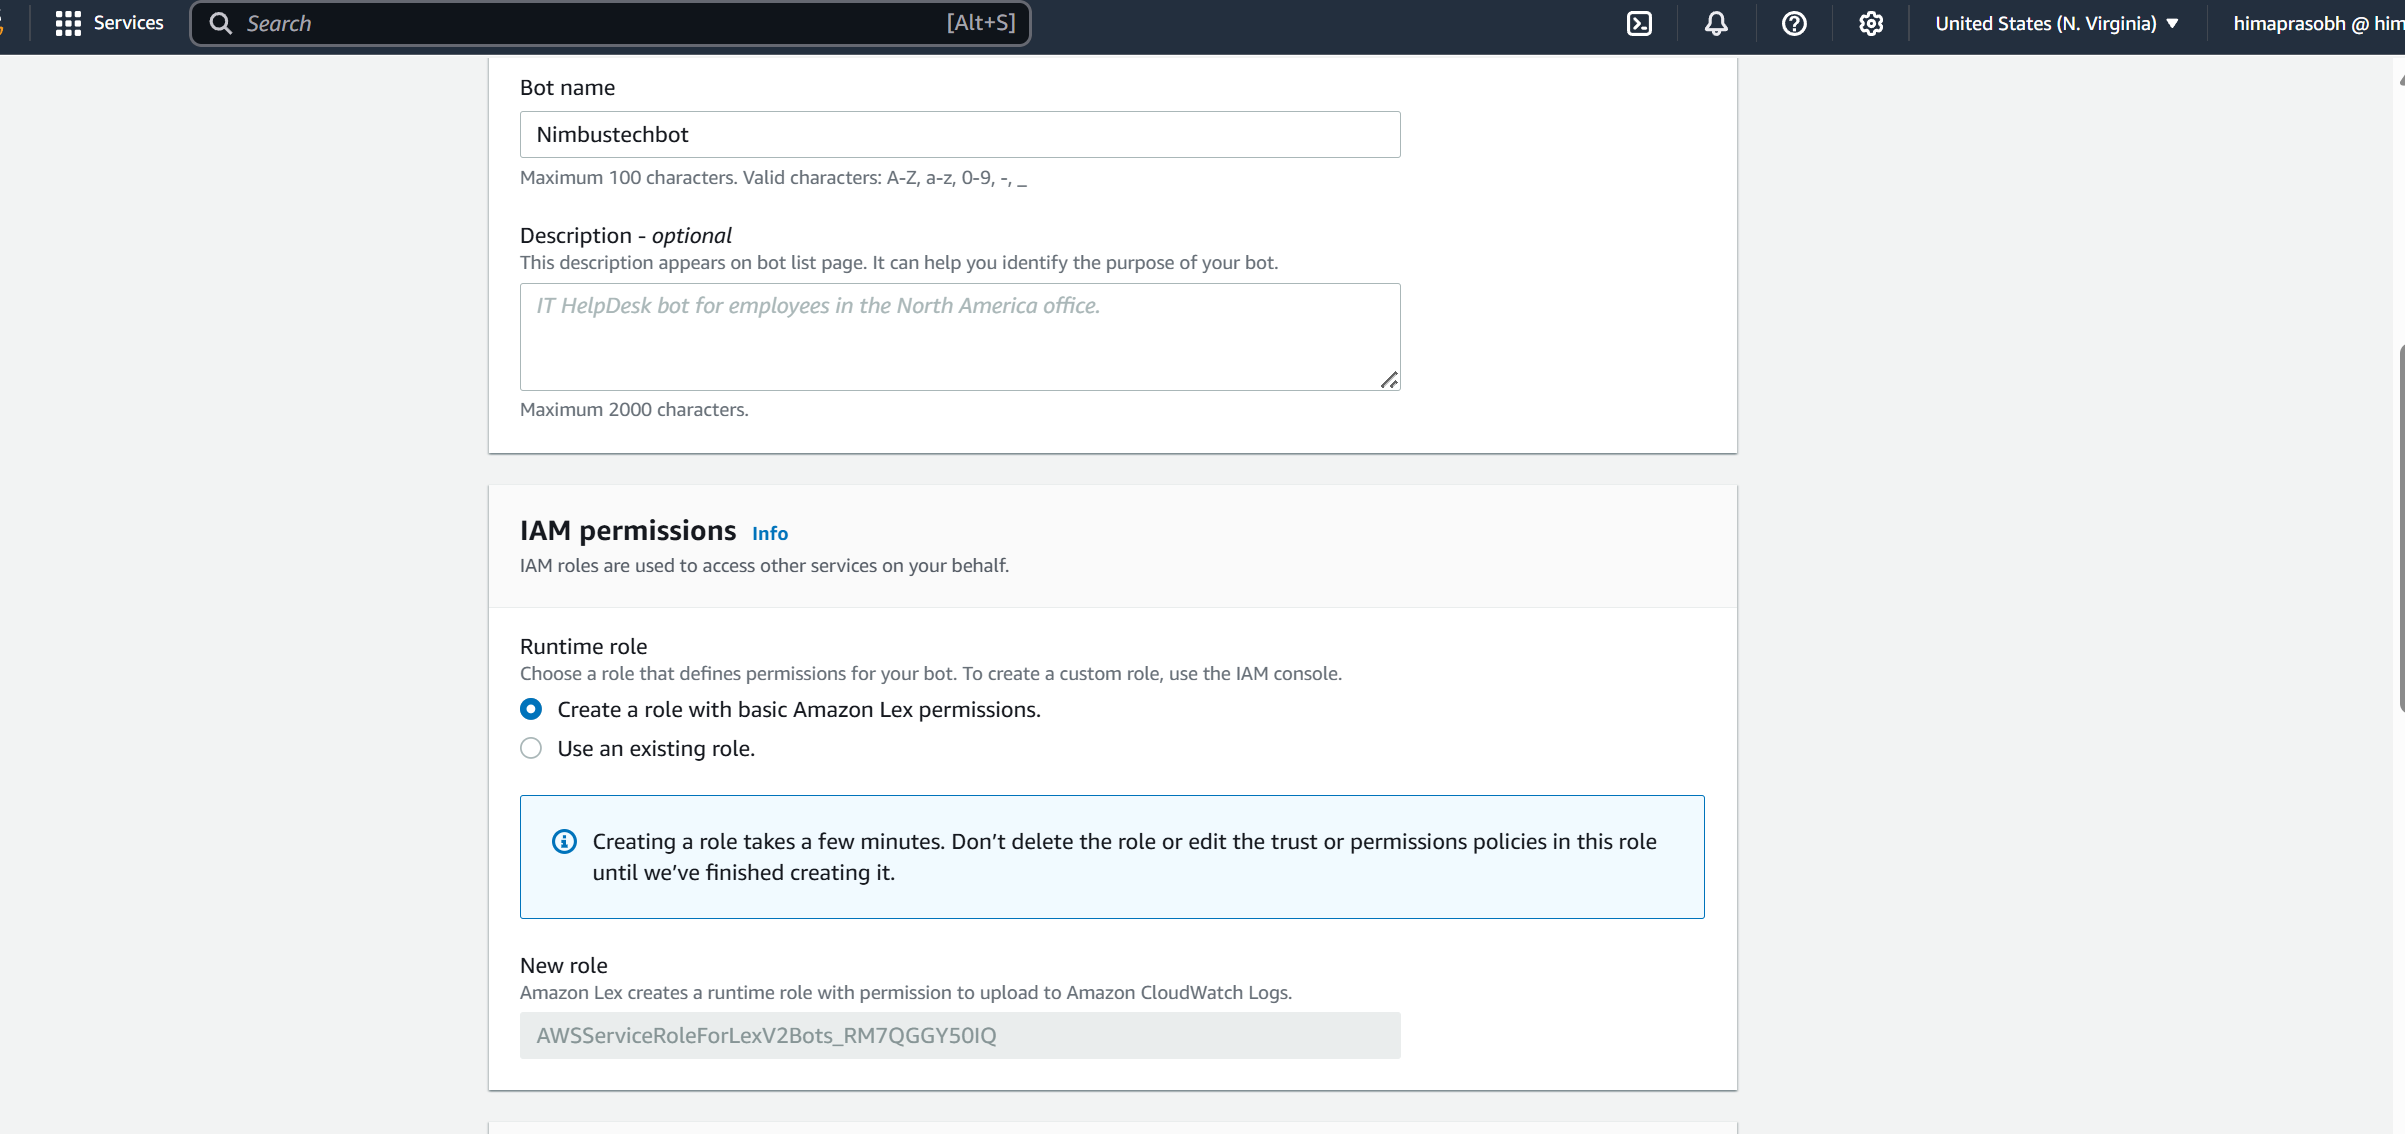 Services
Search
[Alt+S]
United States (N. Virginia)
himaprasobh @ him
Bot name
Nimbustechbot
Maximum 100 characters. Valid characters: A-Z, a-z, 0-9, -, _
Description - optional
This description appears on bot list page. It can help you identify the purpose of your bot.
IT HelpDesk bot for employees in the North America office.
Maximum 2000 characters.
IAM permissions Info
IAM roles are used to access other services on your behalf.
Runtime role
Choose a role that defines permissions for your bot. To create a custom role, use the IAM console.
Create a role with basic Amazon Lex permissions.
Use an existing role.
Creating a role takes a few minutes. Don’t delete the role or edit the trust or permissions policies in this role
until we’ve finished creating it.
New role
Amazon Lex creates a runtime role with permission to upload to Amazon CloudWatch Logs.
AWSServiceRoleForLexV2Bots_RM7QGGY50IQ